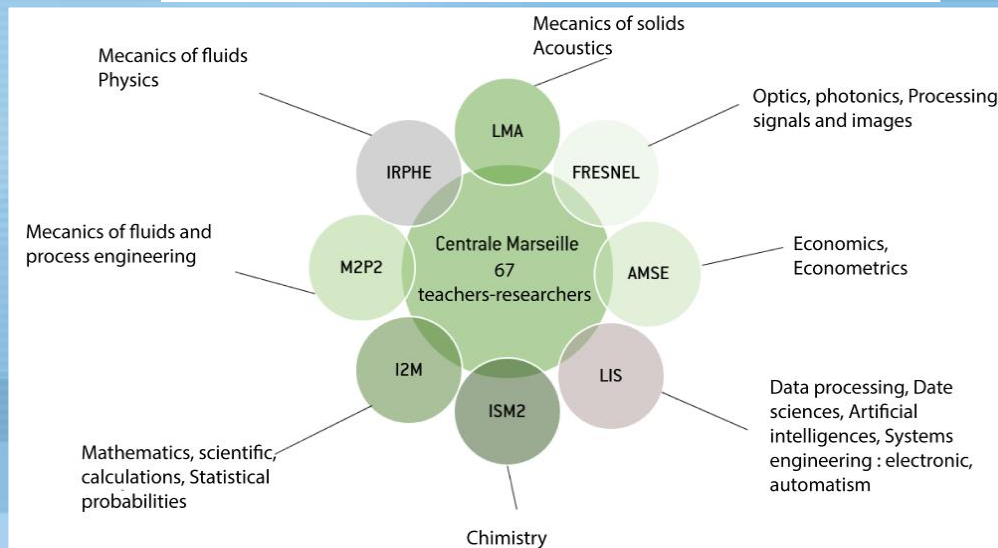 Mecanics of solids
Acoustics
Mecanics of fluids
Physics
Optics, photonics, Processing
signals and images
LMA
IRPHE
FRESNEL
Mecanics of fluids and
process engineering
M2P2
Centrale Marseille
67
teachers-researchers
AMSE
Economics,
Econometrics
I2M
LIS
ISM2
Data processing, Date
sciences, Artificial
intelligences, Systems
engineering : electronic,
automatism
Mathematics, scientific,
calculations, Statistical
probabilities
Chimistry